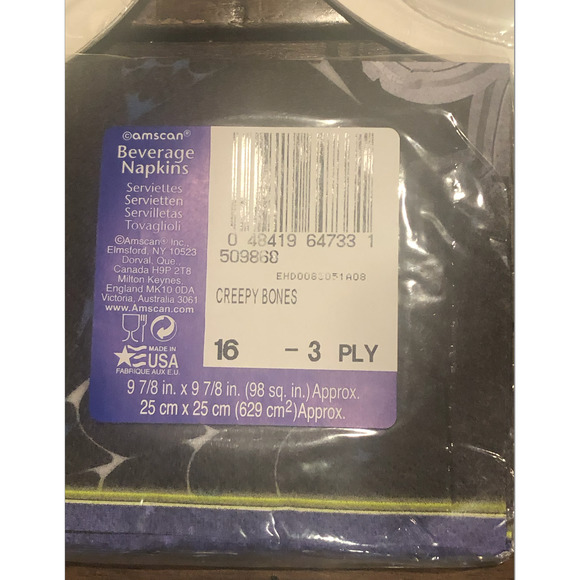 ©amscan®
Beverage
Napkins
Serviettes
Servietten
Servilletas
Tovaglioli
©Amscan® Inc.,
Elmsford, NY 10523
Dorval, Que.,
Canada H9P 2T8
Milton Keynes,
England MK10 0DA
Victoria, Australia 3061
www.Amscan.com
MADE IN
USA
FABRIQUE AUX E.U.
0 48419 64733 1
509868
CREEPY BONES
16 - 3 PLY
9 7/8 in. x 9 7/8 in. (98 sq. in.) Approx.
25 cm x 25 cm (629 cm²) Approx.